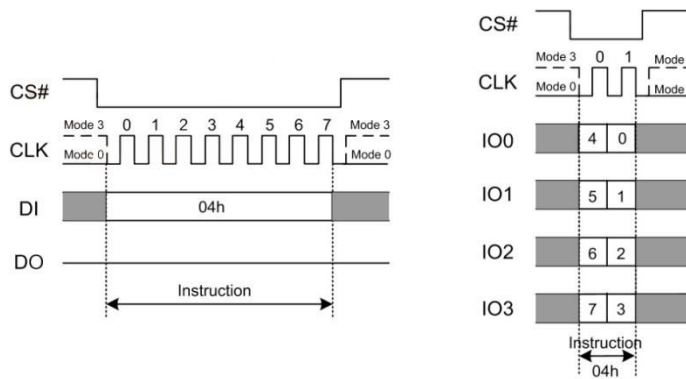 CS#
Mode 3 0 1 2 3 4 5 6 7 Mode 3
CLK
Mode 0 Mode 0
DI 04h
DO
Instruction
CS#
Mode 3 0 1 Mode
CLK
Mode 0 Mode
IO0 4 0
IO1 5 1
IO2 6 2
IO3 7 3
Instruction
04h